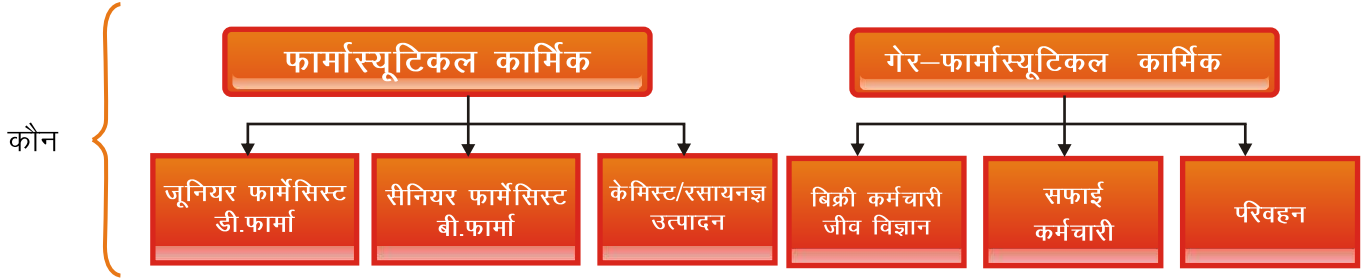 कौन
फार्मास्यूटिकल कार्मिक
गेर–फार्मास्यूटिकल कार्मिक
जूनियर फार्मेसिस्ट
डी.फार्मा
सीनियर फार्मेसिस्ट
बी.फार्मा
केमिस्ट/रसायनज्ञ
उत्पादन
बिक्री कर्मचारी
जीव विज्ञान
सफाई
कर्मचारी
परिवहन